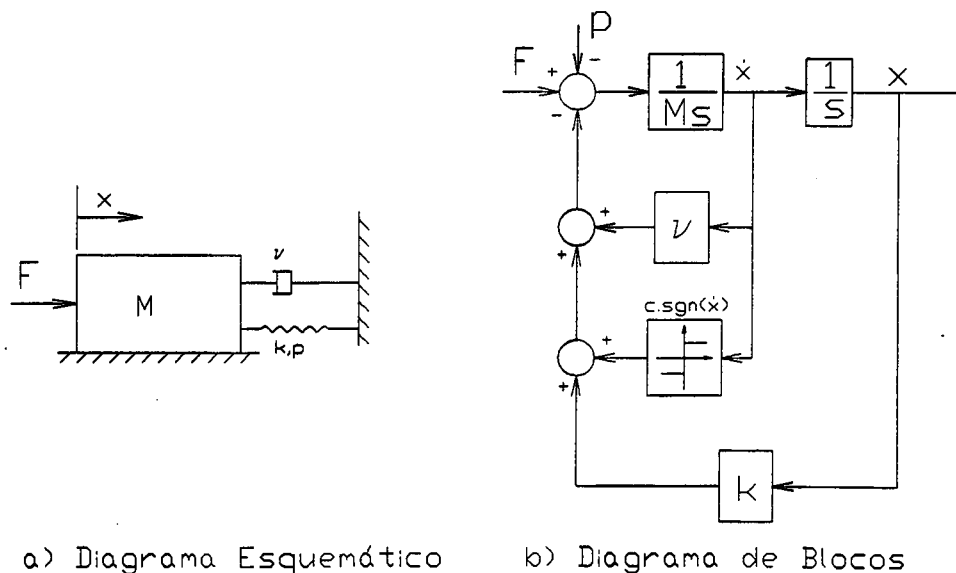 x
F
M
ν
k,p
a) Diagrama Esquemático
P
F
+
-
-
1
Ms
ẋ
1
s
X
+
+
ν
c.sgn(ẋ)
+
+
k
b) Diagrama de Blocos